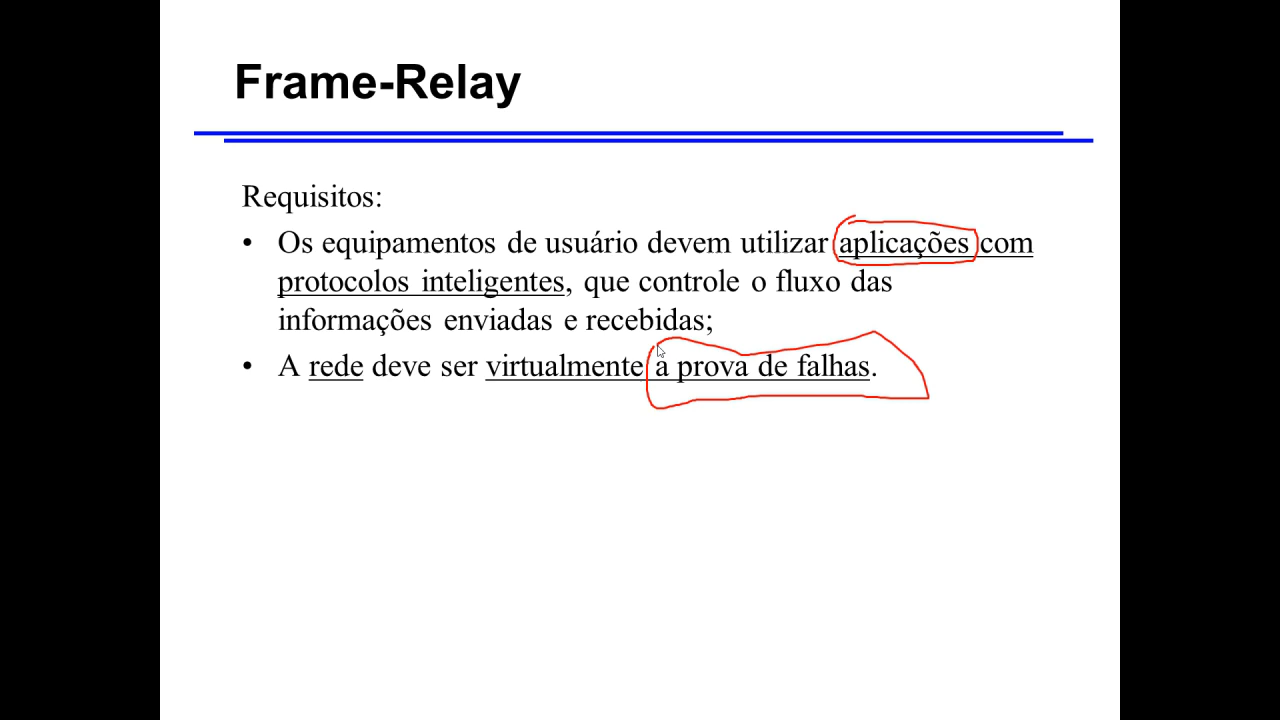 Frame-Relay
Requisitos:
• Os equipamentos de usuário devem utilizar aplicações com
protocolos inteligentes, que controle o fluxo das
informações enviadas e recebidas;
• A rede deve ser virtualmente a prova de falhas.